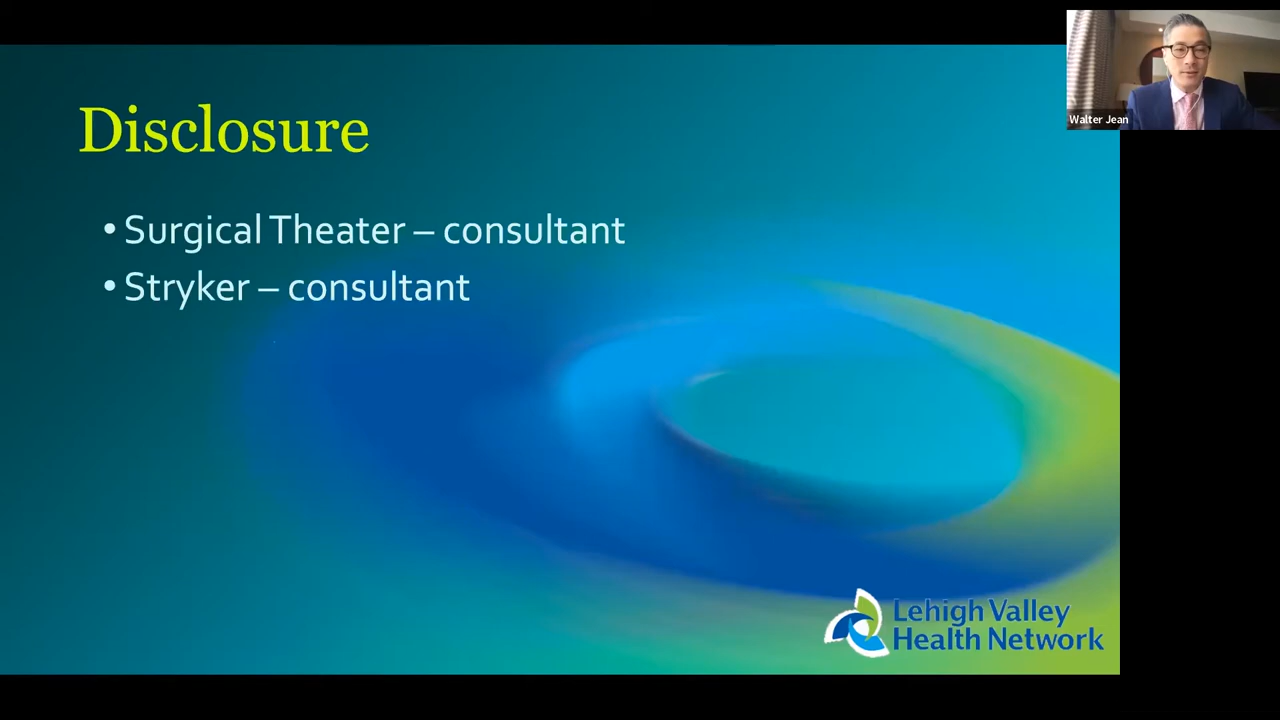 Disclosure
• Surgical Theater – consultant
• Stryker – consultant
Walter Jean
Lehigh Valley
Health Network